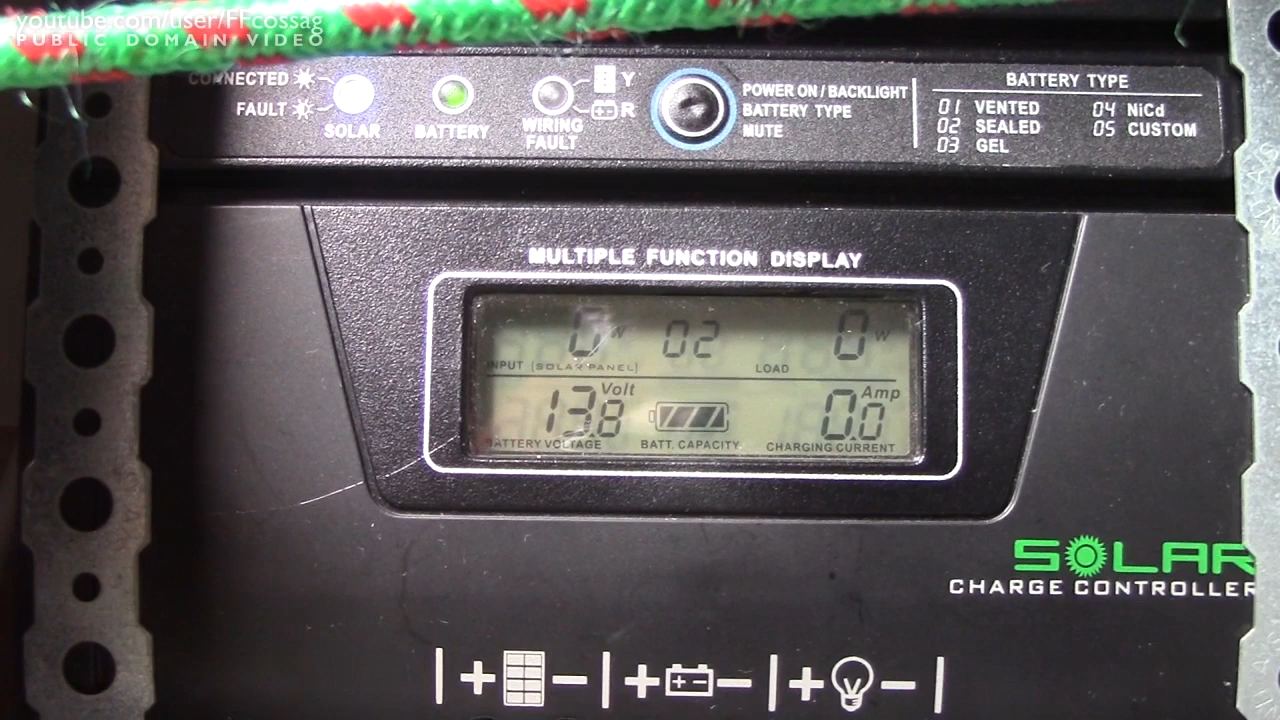 youtube.com/user/FFcossag
PUBLIC DOMAIN VIDEO
CONNECTED
FAULT
SOLAR
BATTERY
WIRING
FAULT
Y
R
POWER ON / BACKLIGHT
BATTERY TYPE
MUTE
BATTERY TYPE
01 VENTED
02 SEALED
03 GEL
04 NiCd
05 CUSTOM
MULTIPLE FUNCTION DISPLAY
0 W 02 0 W
INPUT [SOLAR PANEL] LOAD
13.8 Volt 0.0 Amp
BATTERY VOLTAGE BATT. CAPACITY CHARGING CURRENT
SOLAR
CHARGE CONTROLLER
+ - + - + -